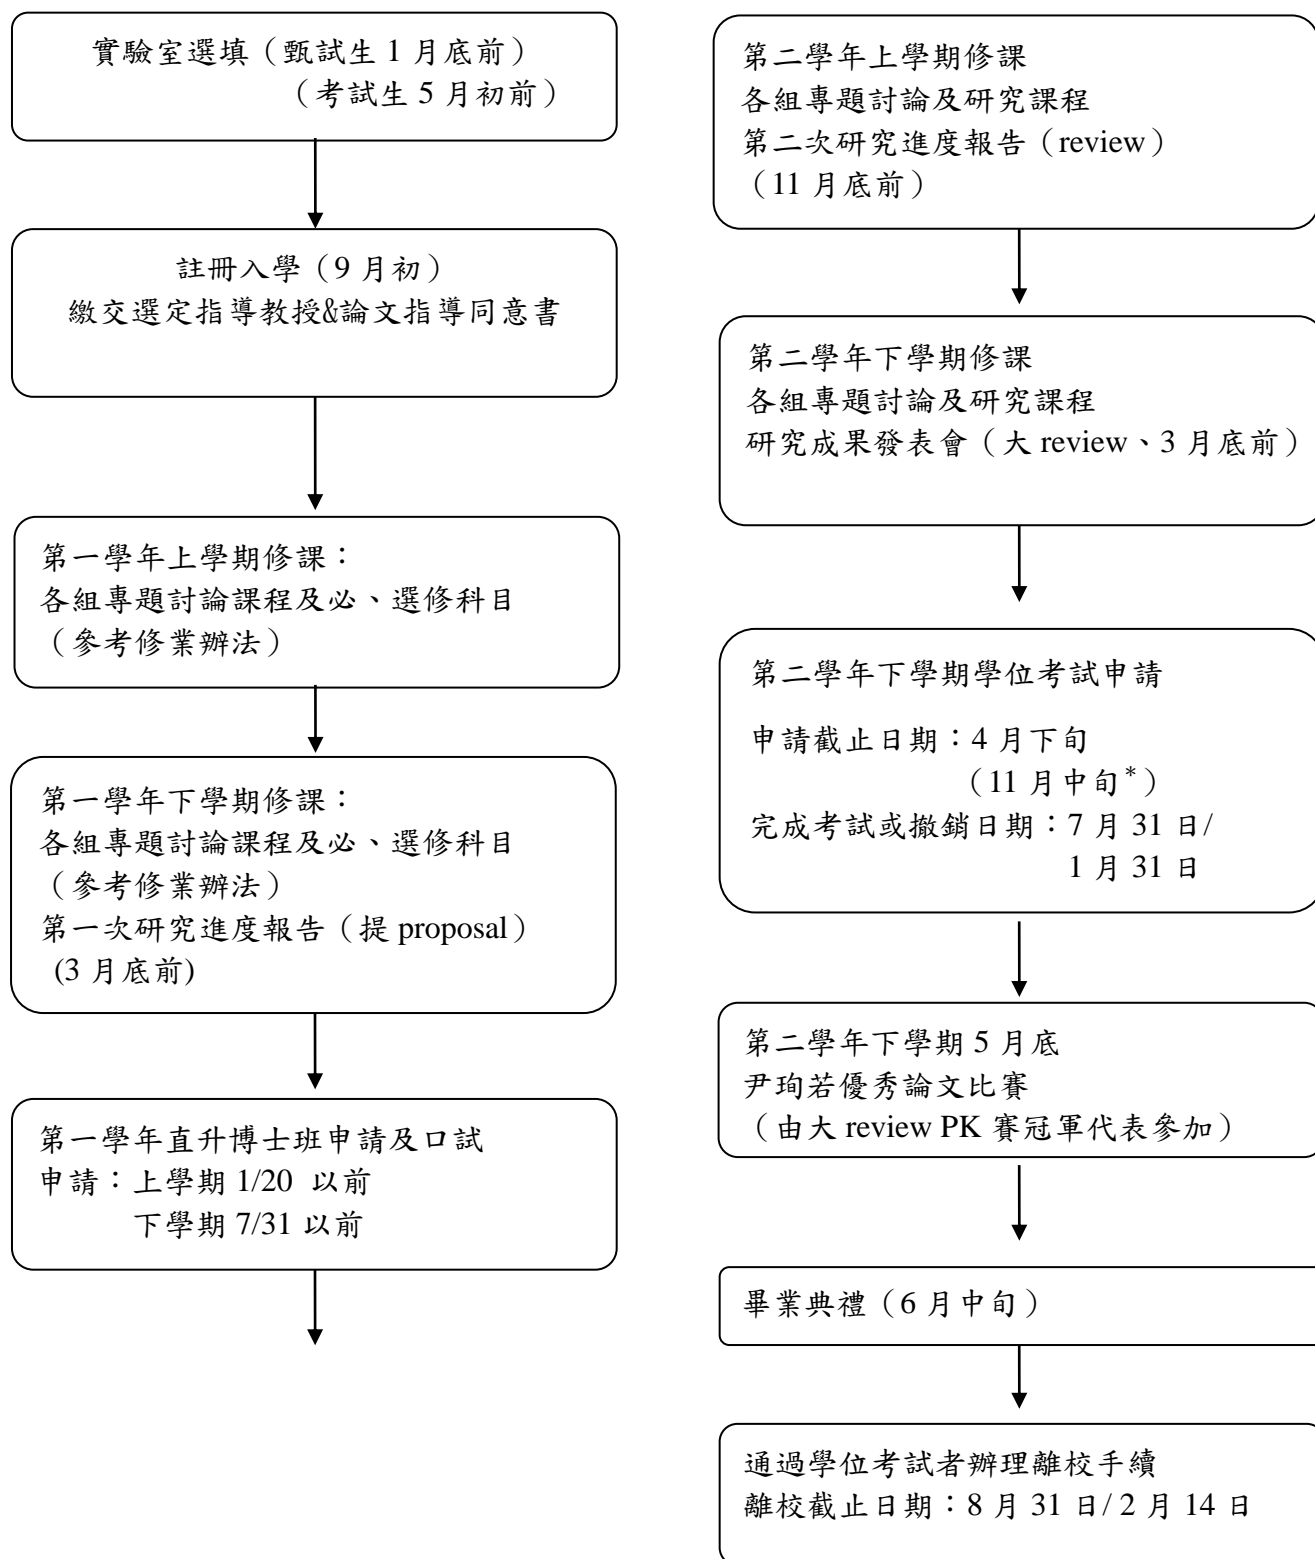 實驗室選填（甄試生 1 月底前）
（考試生 5 月初前）
註冊入學（9 月初）
繳交選定指導教授&論文指導同意書
第一學年上學期修課：
各組專題討論課程及必、選修科目
（參考修業辦法）
第一學年下學期修課：
各組專題討論課程及必、選修科目
（參考修業辦法）
第一次研究進度報告（提 proposal）
(3 月底前)
第一學年直升博士班申請及口試
申請：上學期 1/20 以前
下學期 7/31 以前
第二學年上學期修課
各組專題討論及研究課程
第二次研究進度報告（review）
（11 月底前）
第二學年下學期修課
各組專題討論及研究課程
研究成果發表會（大 review、3 月底前）
第二學年下學期學位考試申請
申請截止日期：4 月下旬
（11 月中旬*）
完成考試或撤銷日期：7 月 31 日/
1 月 31 日
第二學年下學期 5 月底
尹珣若優秀論文比賽
（由大 review PK 賽冠軍代表參加）
畢業典禮（6 月中旬）
通過學位考試者辦理離校手續
離校截止日期：8 月 31 日/ 2 月 14 日